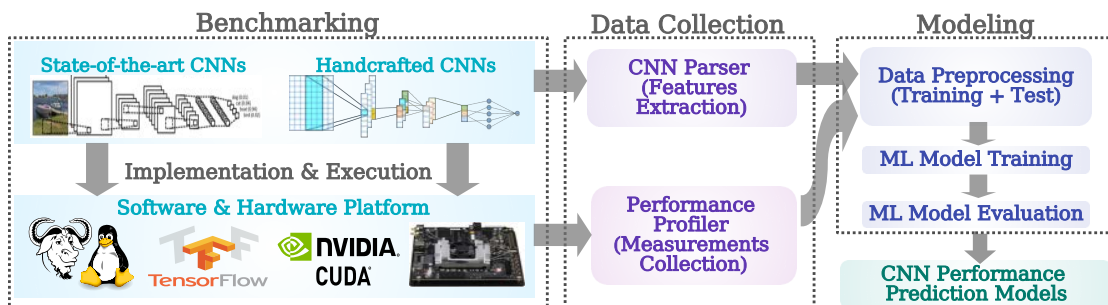 Benchmarking
Data Collection
Modeling
State-of-the-art CNNs
Handcrafted CNNs
Implementation & Execution
Software & Hardware Platform
TensorFlow
NVIDIA
CUDA
CNN Parser
(Features
Extraction)
Performance
Profiler
(Measurements
Collection)
Data Preprocessing
(Training + Test)
ML Model Training
ML Model Evaluation
CNN Performance
Prediction Models